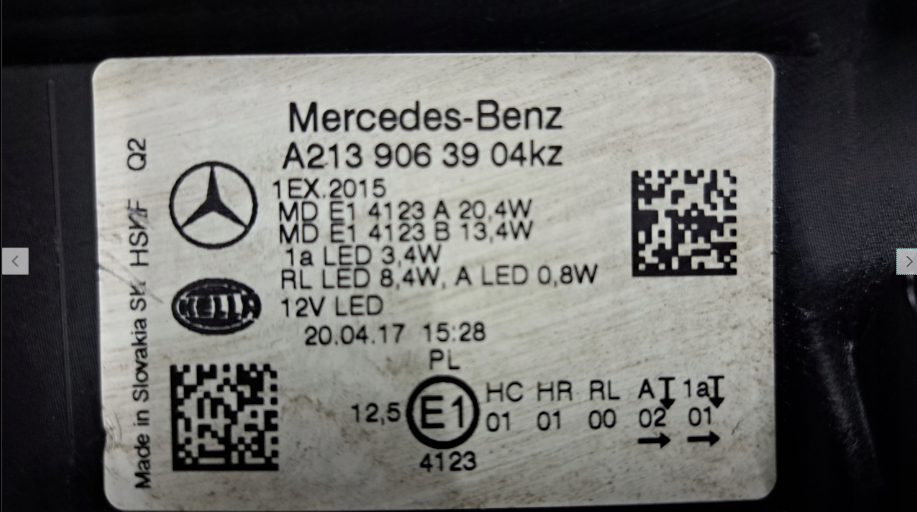 Mercedes-Benz
A213 906 39 04kz
1EX.2015
MD E1 4123 A 20,4W
MD E1 4123 B 13,4W
1a LED 3,4W
RL LED 8,4W, A LED 0,8W
12V LED
20.04.17 15:28
PL
HC HR RL A 1a
12,5 E1 01 01 00 02 01
4123
HELLA
Made in Slovakia Q2